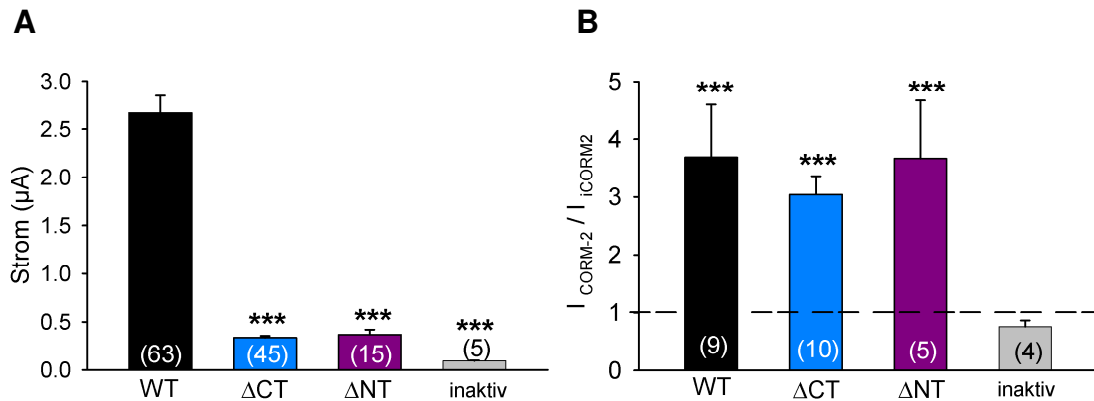 A
B
Strom (µA)
3.0
2.5
2.0
1.5
1.0
0.5
0.0
*** *** ***
(63) (45) (15) (5)
WT ΔCT ΔNT inaktiv
I CORM-2 / I iCORM2
5
4
3
2
1
0
*** *** ***
(9) (10) (5) (4)
WT ΔCT ΔNT inaktiv